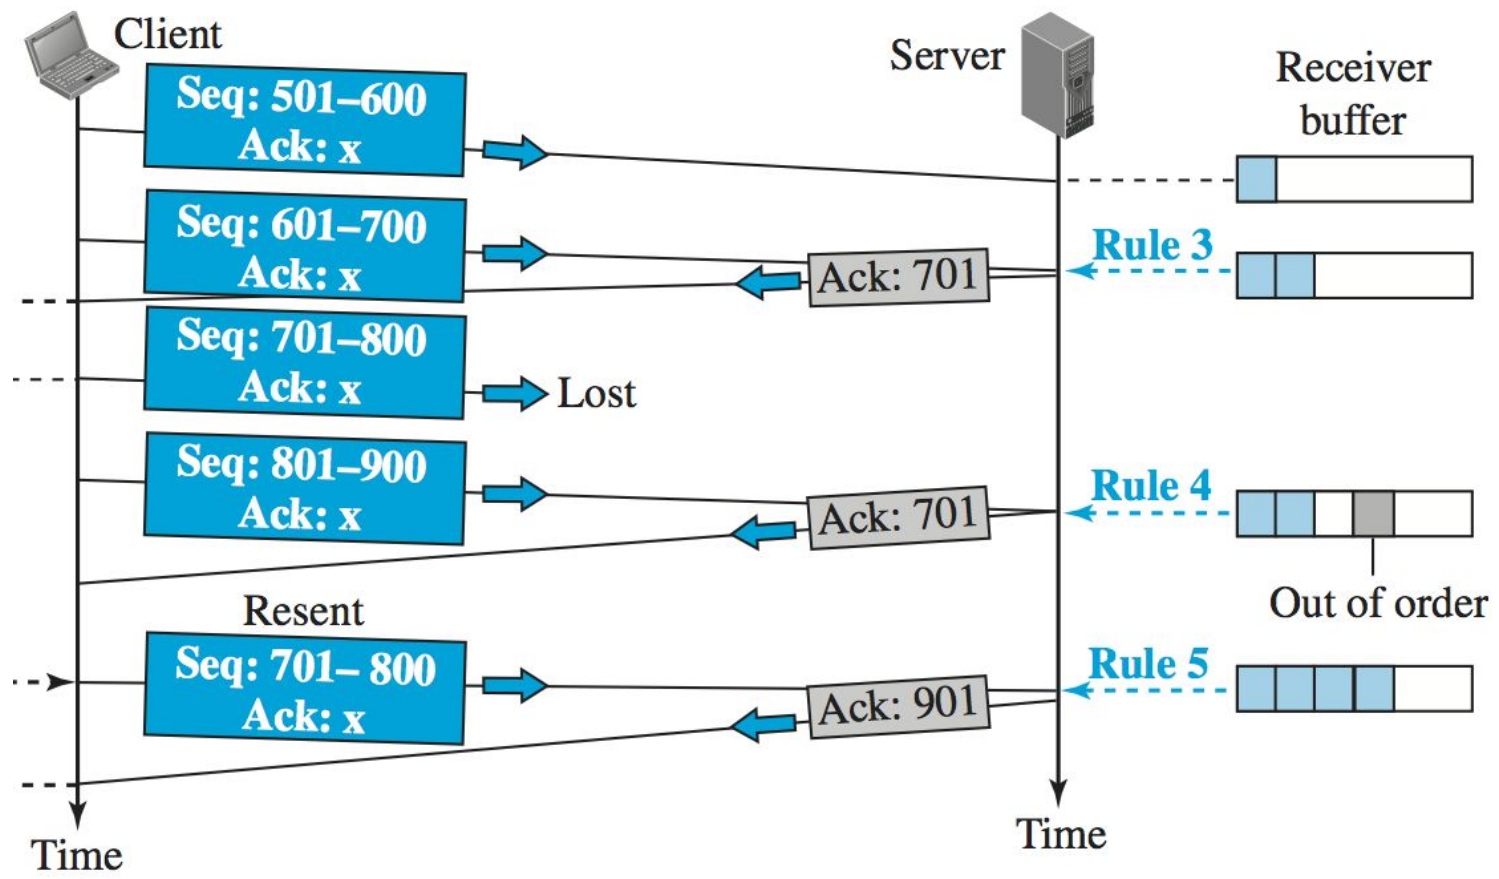 Client
Server
Receiver
buffer
Seq: 501–600
Ack: x
Seq: 601–700
Ack: x
Ack: 701
Rule 3
Seq: 701–800
Ack: x
Lost
Seq: 801–900
Ack: x
Ack: 701
Rule 4
Out of order
Resent
Seq: 701– 800
Ack: x
Ack: 901
Rule 5
Time
Time